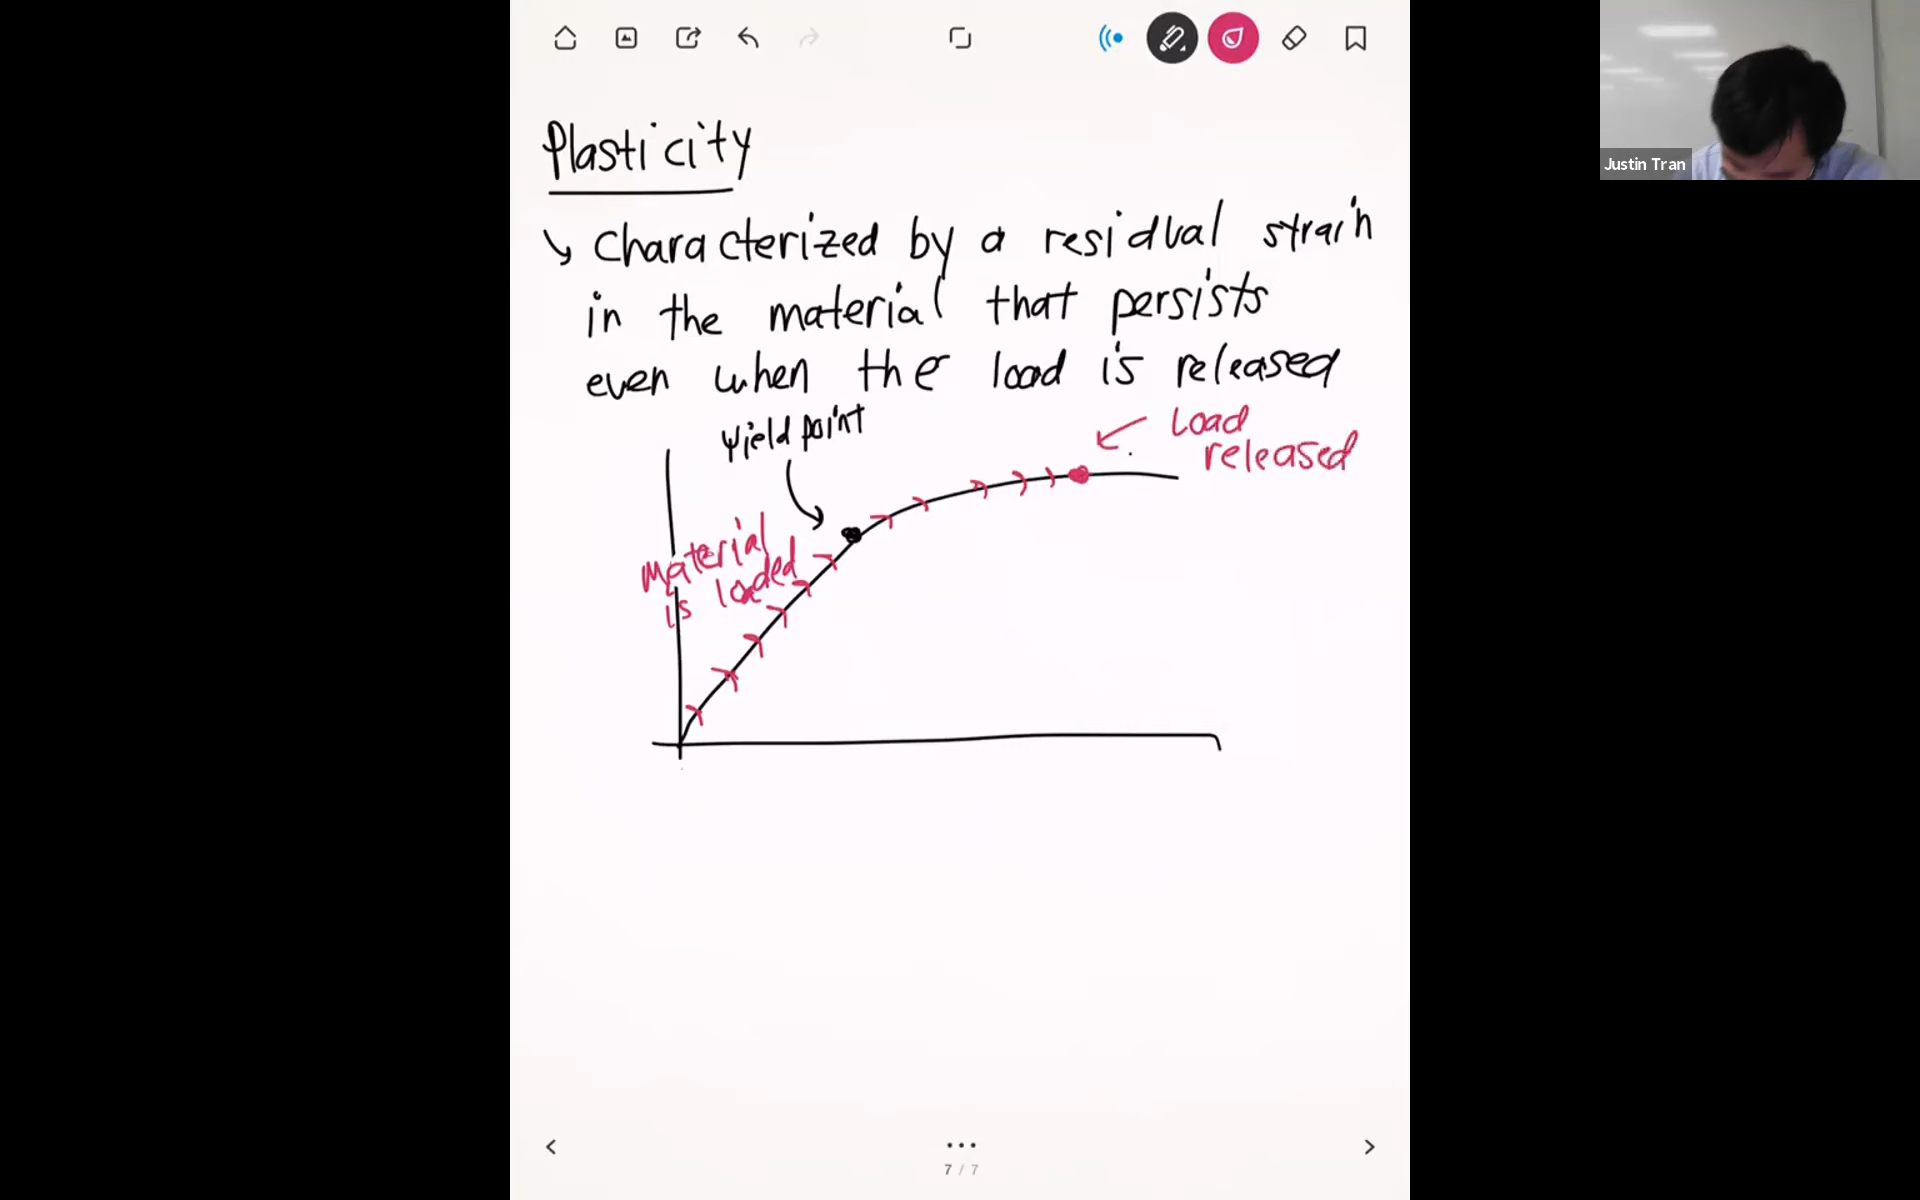 Plasticity
↳ Characterized by a residual strain
in the material that persists
even when the load is released
Yield point
Load
released
material
is loaded
Justin Tran
7 / 7